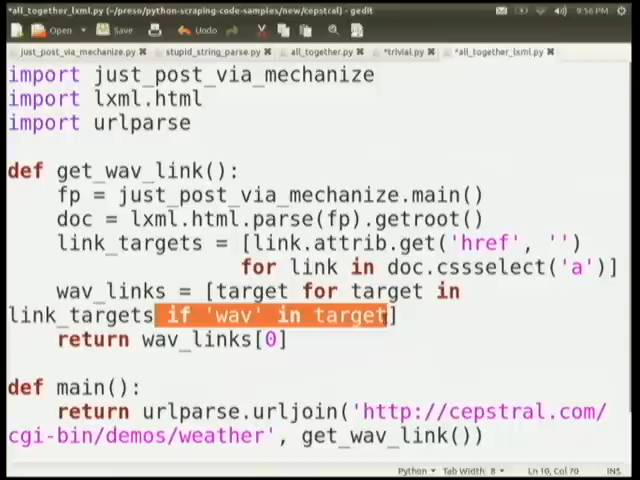 *all_together_lxml.py (~/preso/python-scraping-code-samples/new/cepstral) - gedit
9:56 PM
Open Save Undo
just_post_via_mechanize.py stupid_string_parse.py all_together.py *trivial.py *all_together_lxml.py
import just_post_via_mechanize
import lxml.html
import urlparse
def get_wav_link():
fp = just_post_via_mechanize.main()
doc = lxml.html.parse(fp).getroot()
link_targets = [link.attrib.get('href', '')
for link in doc.cssselect('a')]
wav_links = [target for target in
link_targets if 'wav' in target]
return wav_links[0]
def main():
return urlparse.urljoin('http://cepstral.com/
cgi-bin/demos/weather', get_wav_link())
Python Tab Width: 8 Ln 10, Col 70 INS